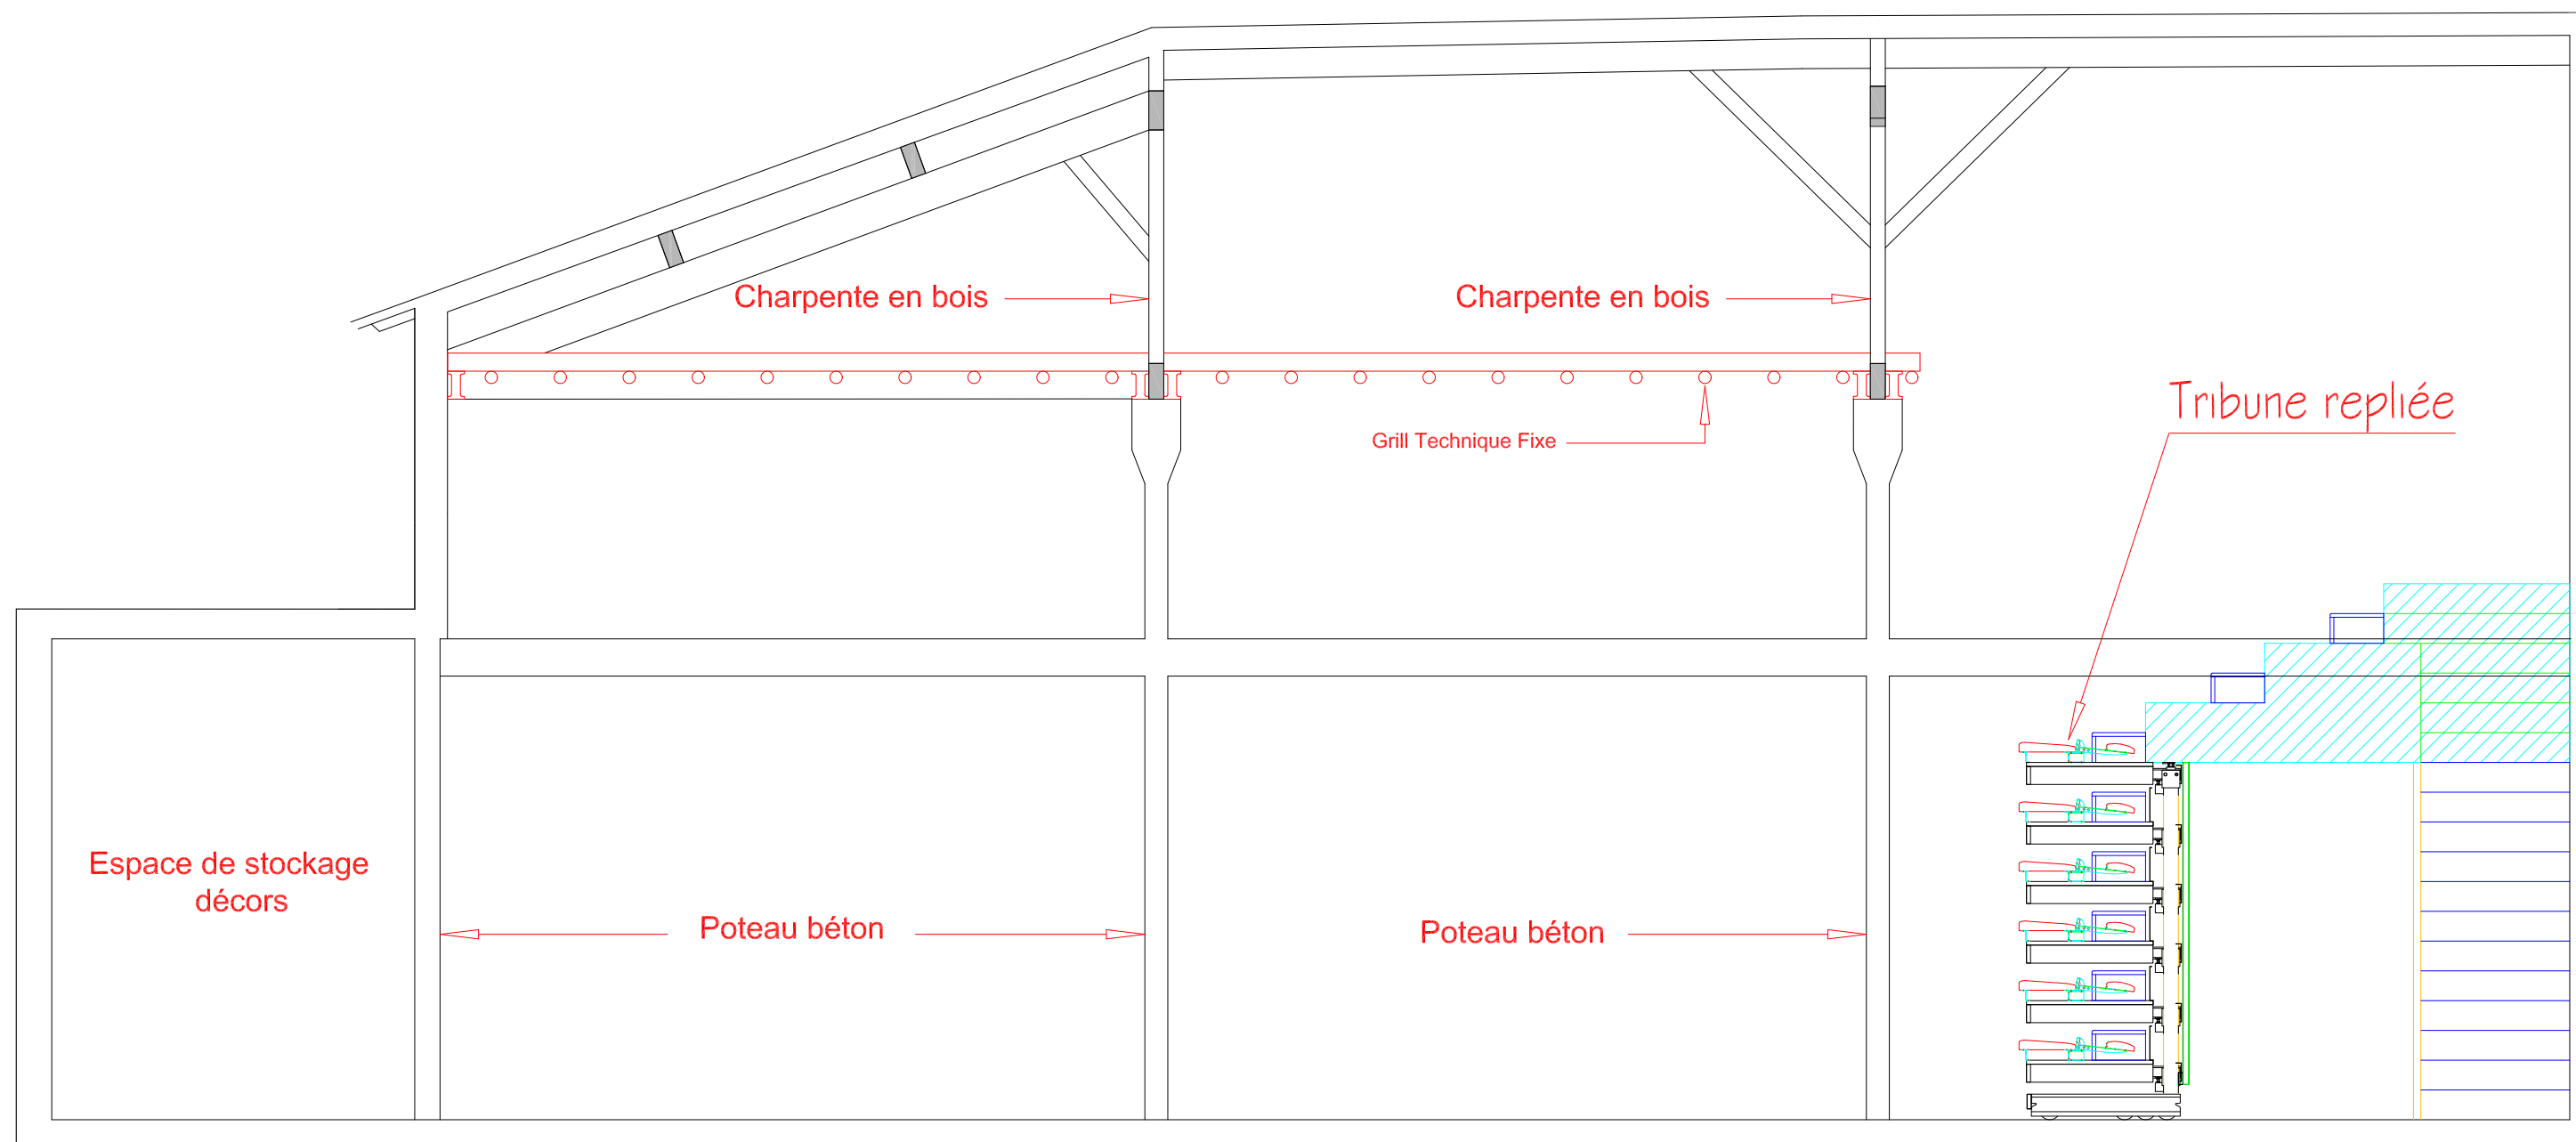 Charpente en bois
Charpente en bois
Tribune repliée
Grill Technique Fixe
Espace de stockage
décors
Poteau béton
Poteau béton